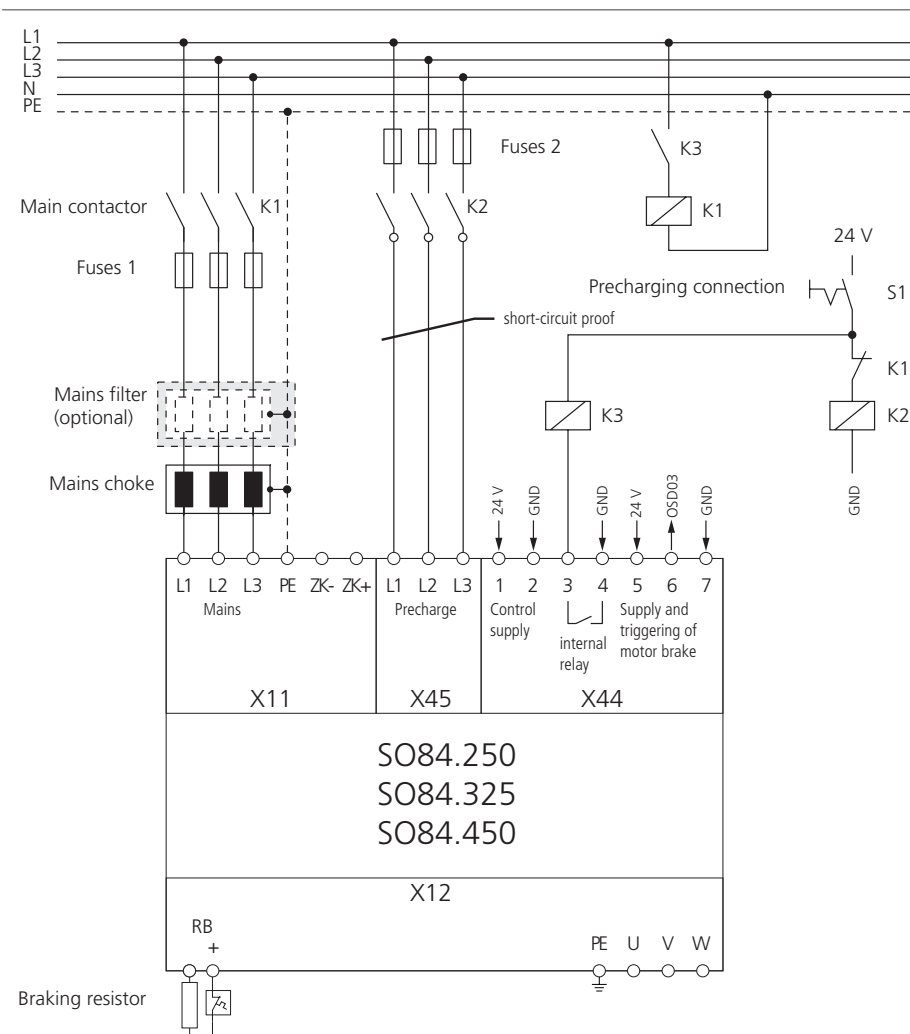 L1
L2
L3
N
PE
Fuses 2
K3
Main contactor
K1
K2
K1
24 V
Fuses 1
Precharging connection
S1
short-circuit proof
K1
Mains filter
(optional)
K3
K2
Mains choke
24 V
GND
GND
24 V
OSD03
GND
GND
L1 L2 L3 PE ZK- ZK+ L1 L2 L3 1 2 3 4 5 6 7
Mains
Precharge
Control
supply
internal
relay
Supply and
triggering of
motor brake
X11
X45
X44
SO84.250
SO84.325
SO84.450
X12
RB
+
PE U V W
Braking resistor